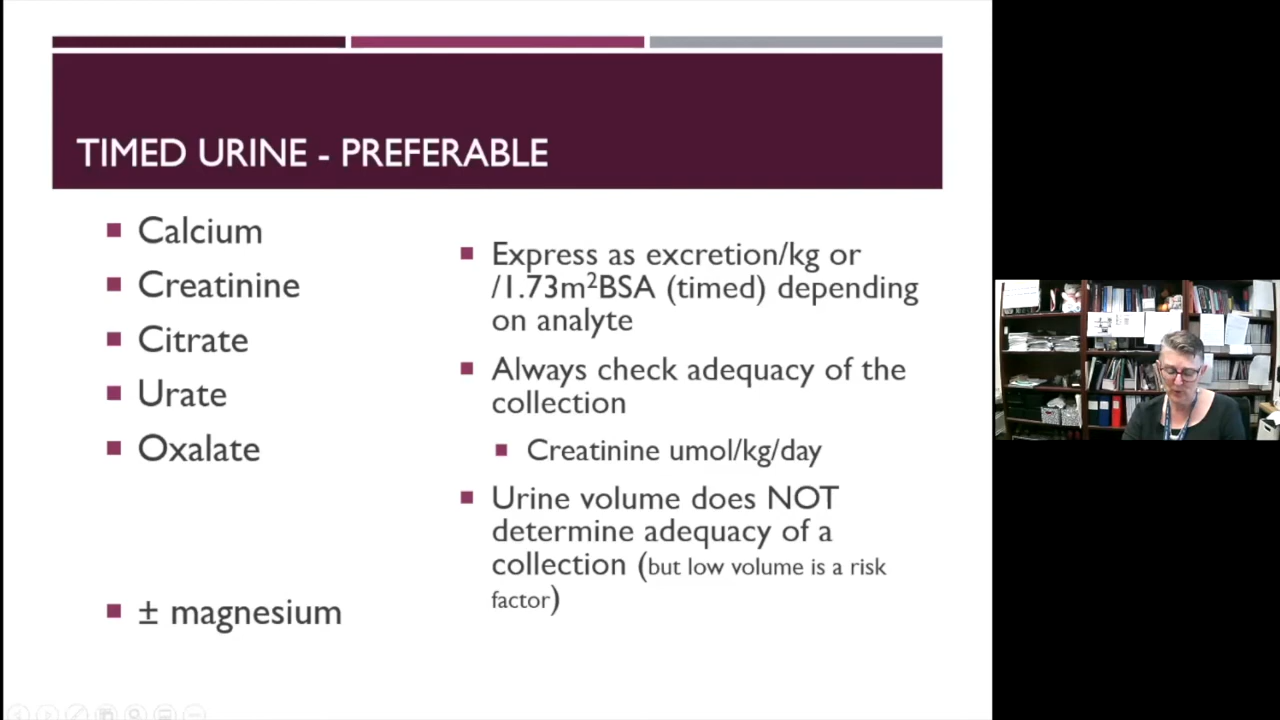 TIMED URINE - PREFERABLE
Calcium
Creatinine
Citrate
Urate
Oxalate
± magnesium
Express as excretion/kg or
/1.73m²BSA (timed) depending
on analyte
Always check adequacy of the
collection
Creatinine umol/kg/day
Urine volume does NOT
determine adequacy of a
collection (but low volume is a risk
factor)